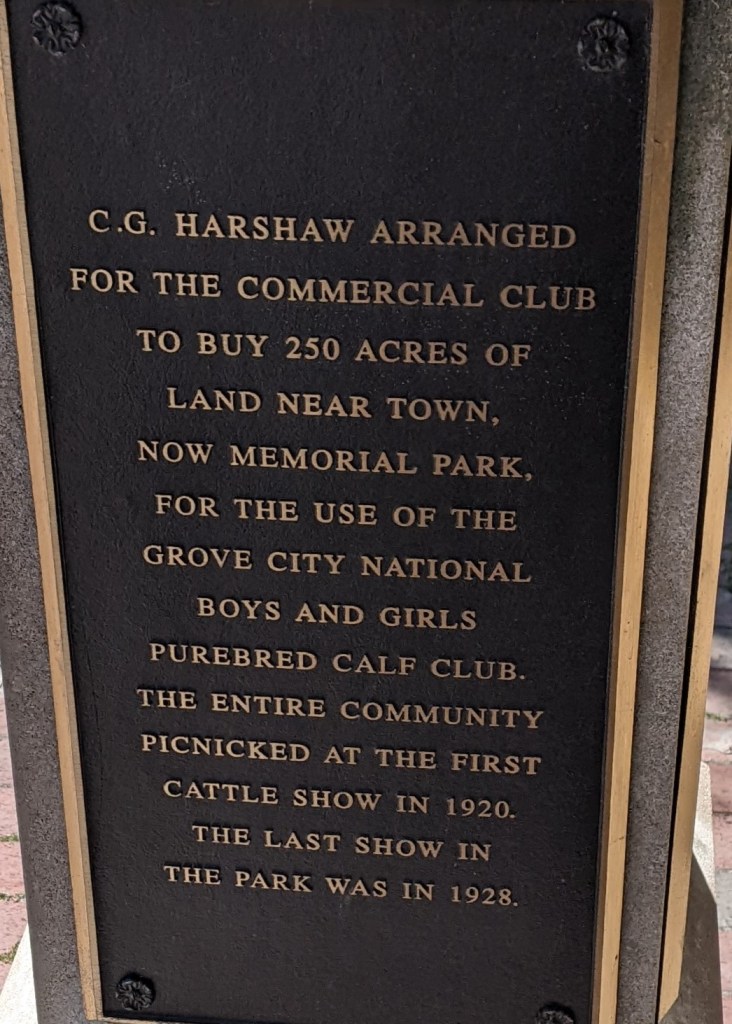 C.G. HARSHAW ARRANGED
FOR THE COMMERCIAL CLUB
TO BUY 250 ACRES OF
LAND NEAR TOWN,
NOW MEMORIAL PARK,
FOR THE USE OF THE
GROVE CITY NATIONAL
BOYS AND GIRLS
PUREBRED CALF CLUB.
THE ENTIRE COMMUNITY
PICNICKED AT THE FIRST
CATTLE SHOW IN 1920.
THE LAST SHOW IN
THE PARK WAS IN 1928.